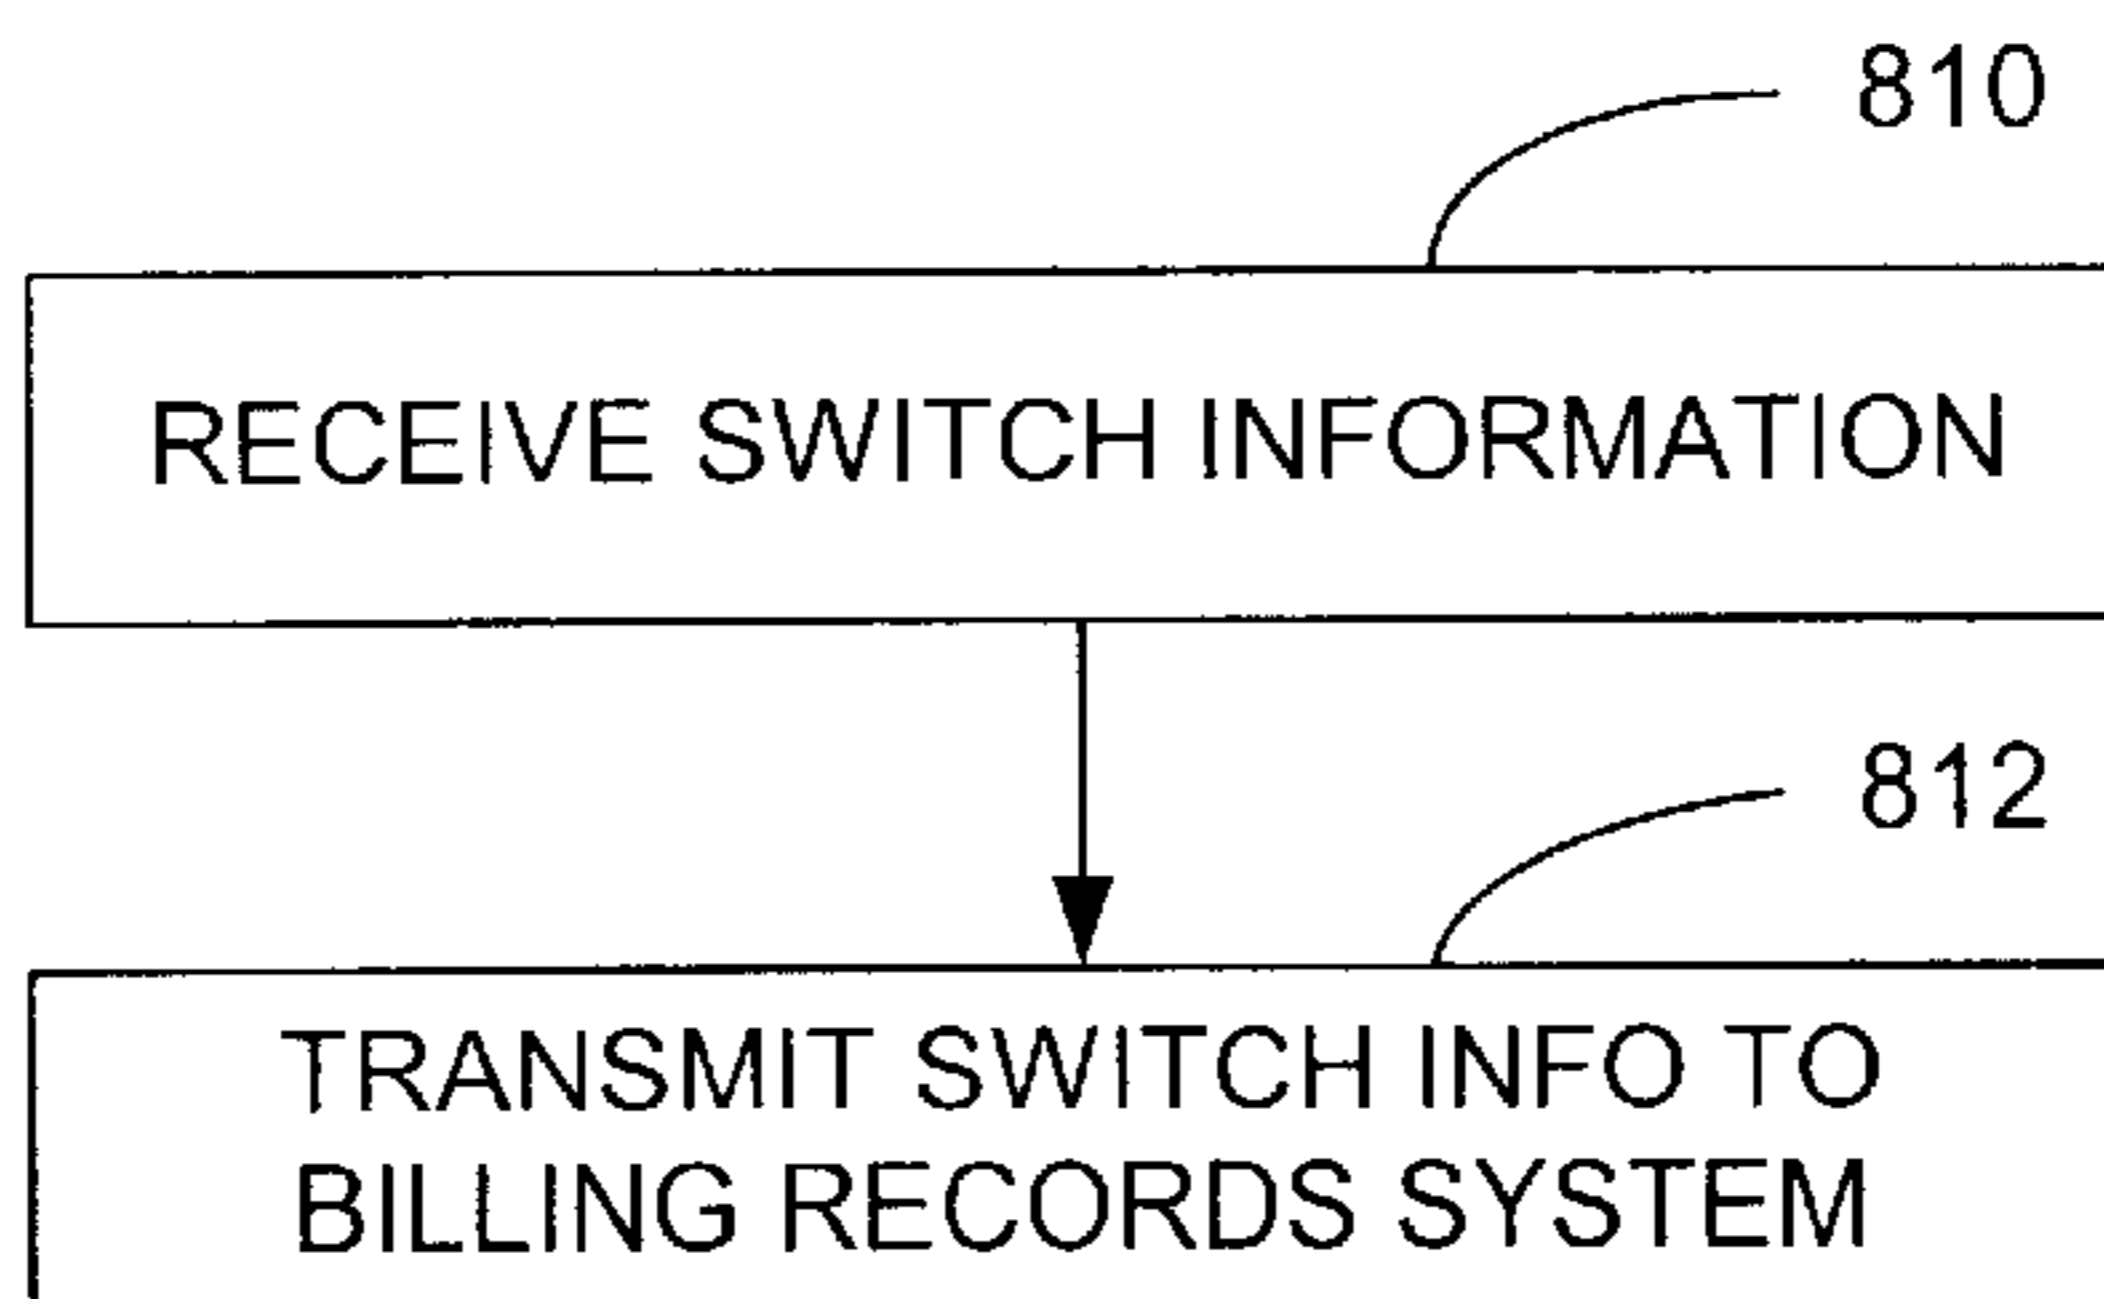 810
RECEIVE SWITCH INFORMATION
812
TRANSMIT SWITCH INFO TO
BILLING RECORDS SYSTEM